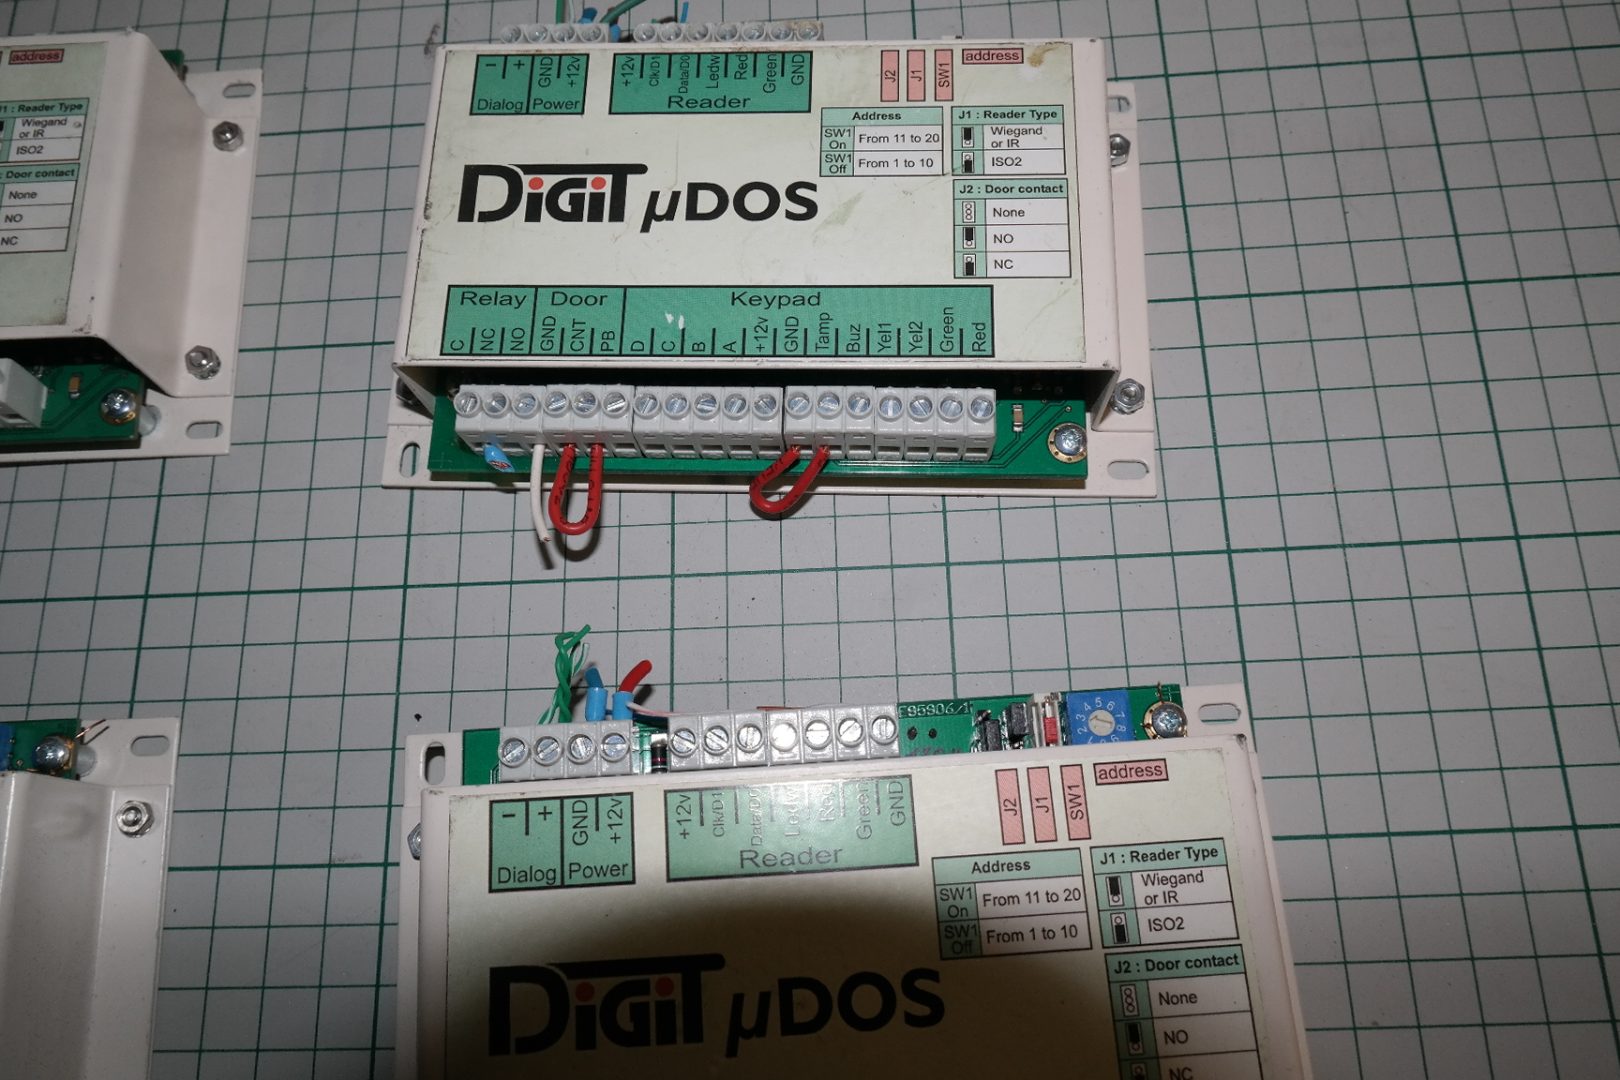 address
J1 : Reader Type
Wiegand
or IR
ISO2
Door contact
None
NO
NC
- + GND +12v
Dialog Power
+12v Clk/D1 Data/D0 Ledw Red Green GND
Reader
J2 J1 SW1
address
Address
SW1 On From 11 to 20
SW1 Off From 1 to 10
J1 : Reader Type
Wiegand
or IR
ISO2
J2 : Door contact
None
NO
NC
DiGiT µDOS
Relay Door Keypad
C NC NO GND CNT PB D C B A +12v GND Tamp Buz Yel1 Yel2 Green Red
- + GND +12v
Dialog Power
+12v Clk/D1 Data/D0 Ledw Red Green GND
Reader
J2 J1 SW1
address
Address
SW1 On From 11 to 20
SW1 Off From 1 to 10
J1 : Reader Type
Wiegand
or IR
ISO2
J2 : Door contact
None
NO
NC
DiGiT µDOS